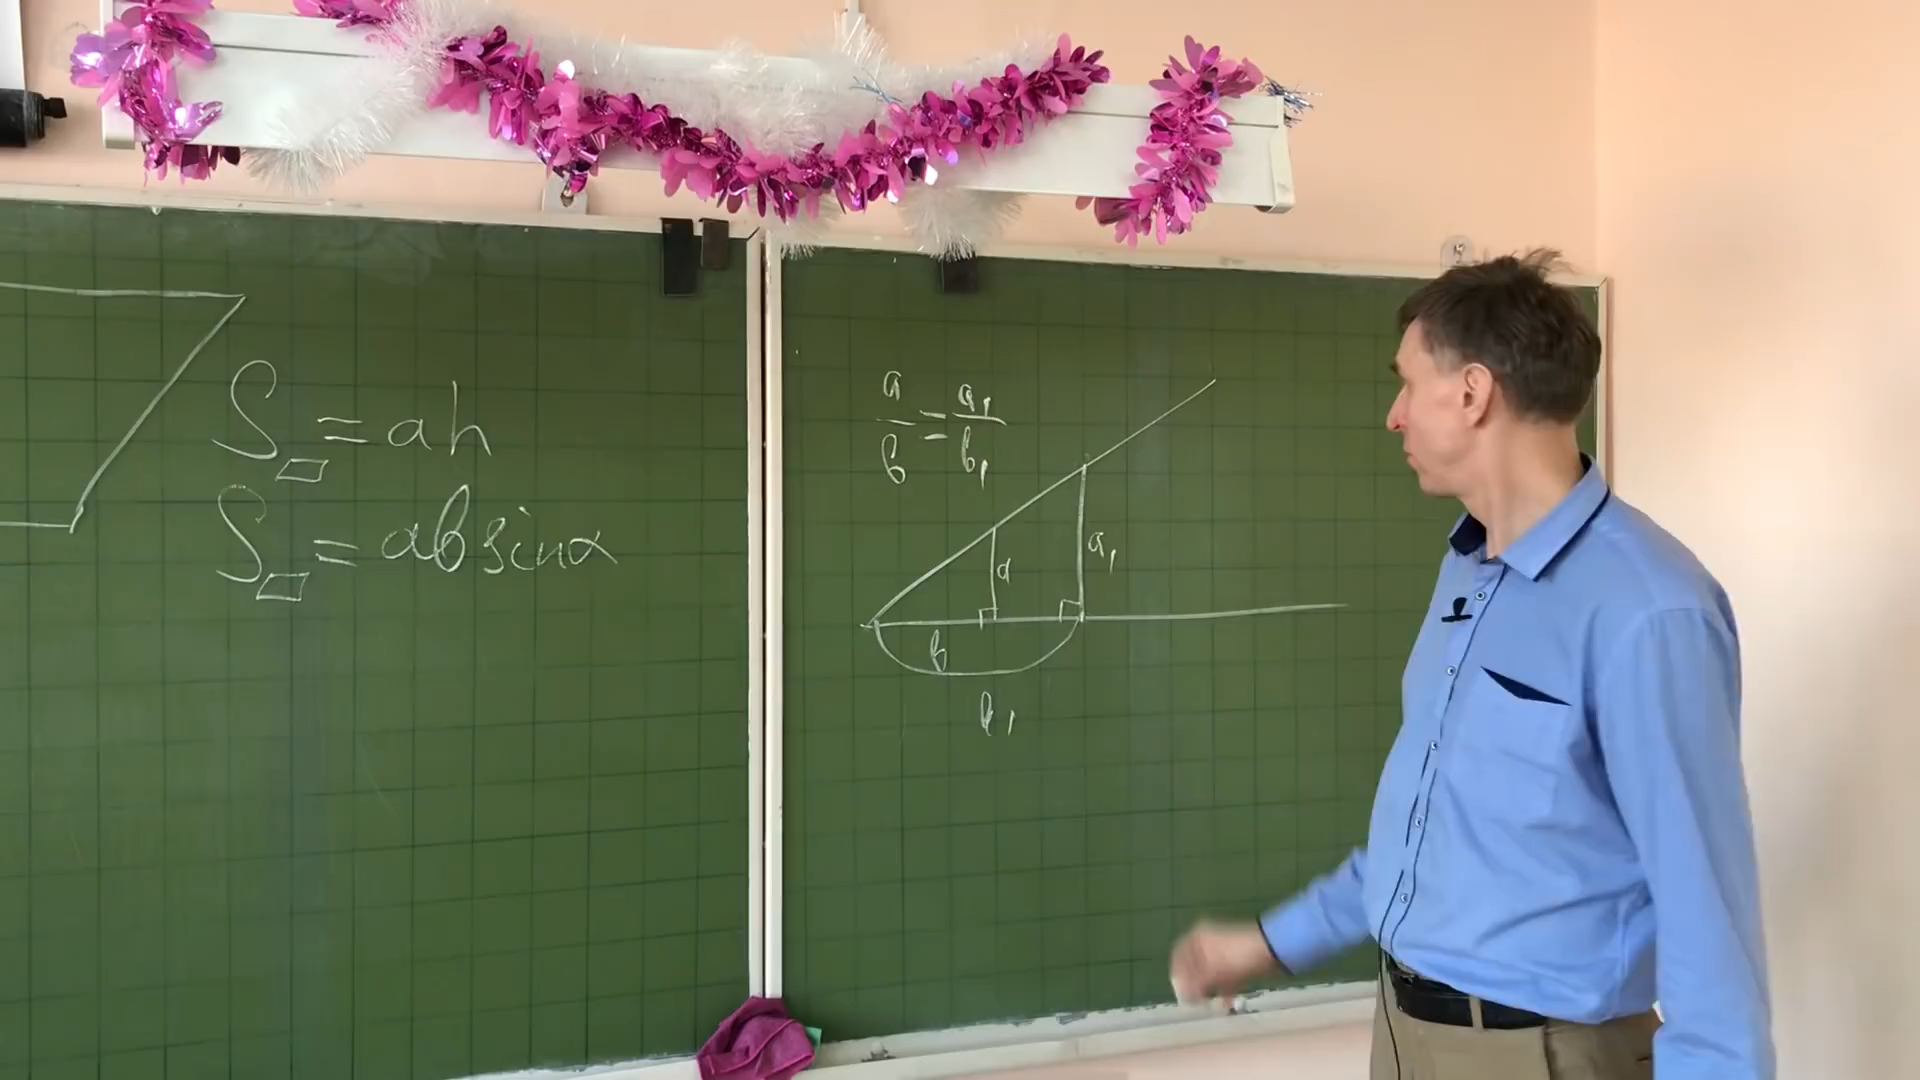 S▱ = ah
S▱ = ab sin α
a/b = a₁/b₁
a
a₁
b
b₁